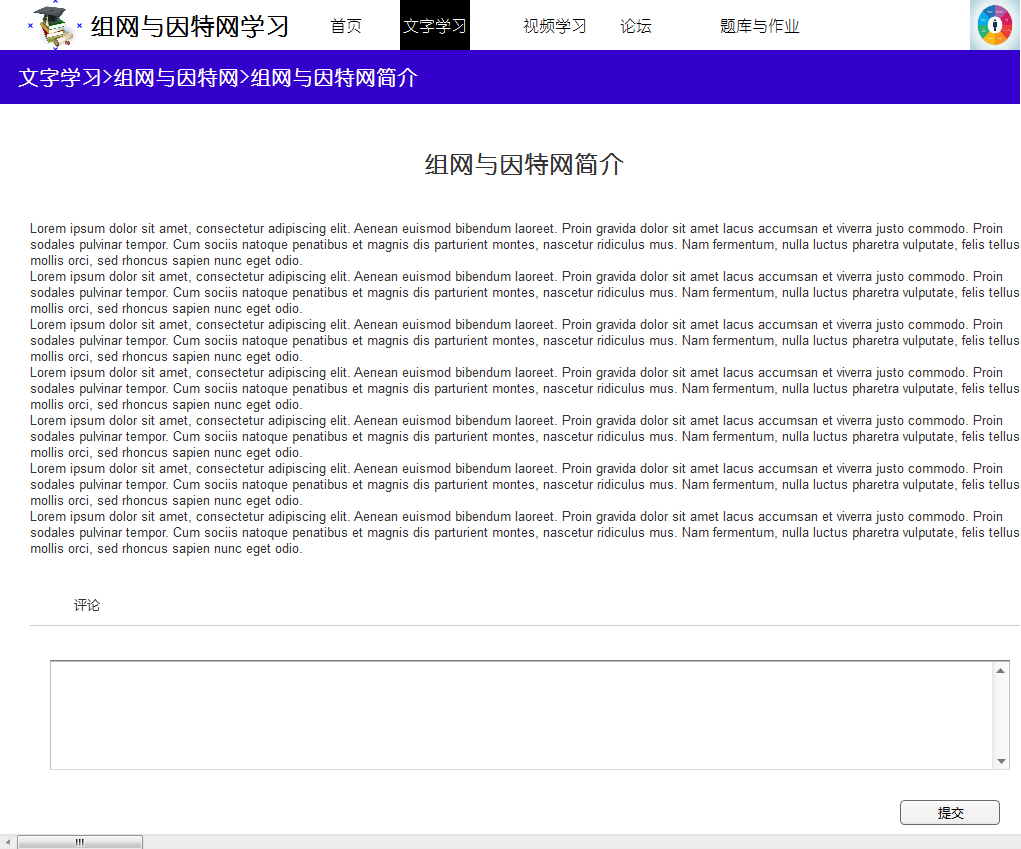 组网与因特网学习 首页 文字学习 视频学习 论坛 题库与作业
文字学习>组网与因特网>组网与因特网简介
组网与因特网简介
Lorem ipsum dolor sit amet, consectetur adipiscing elit. Aenean euismod bibendum laoreet. Proin gravida dolor sit amet lacus accumsan et viverra justo commodo. Proin
sodales pulvinar tempor. Cum sociis natoque penatibus et magnis dis parturient montes, nascetur ridiculus mus. Nam fermentum, nulla luctus pharetra vulputate, felis tellus
mollis orci, sed rhoncus sapien nunc eget odio.
Lorem ipsum dolor sit amet, consectetur adipiscing elit. Aenean euismod bibendum laoreet. Proin gravida dolor sit amet lacus accumsan et viverra justo commodo. Proin
sodales pulvinar tempor. Cum sociis natoque penatibus et magnis dis parturient montes, nascetur ridiculus mus. Nam fermentum, nulla luctus pharetra vulputate, felis tellus
mollis orci, sed rhoncus sapien nunc eget odio.
Lorem ipsum dolor sit amet, consectetur adipiscing elit. Aenean euismod bibendum laoreet. Proin gravida dolor sit amet lacus accumsan et viverra justo commodo. Proin
sodales pulvinar tempor. Cum sociis natoque penatibus et magnis dis parturient montes, nascetur ridiculus mus. Nam fermentum, nulla luctus pharetra vulputate, felis tellus
mollis orci, sed rhoncus sapien nunc eget odio.
Lorem ipsum dolor sit amet, consectetur adipiscing elit. Aenean euismod bibendum laoreet. Proin gravida dolor sit amet lacus accumsan et viverra justo commodo. Proin
sodales pulvinar tempor. Cum sociis natoque penatibus et magnis dis parturient montes, nascetur ridiculus mus. Nam fermentum, nulla luctus pharetra vulputate, felis tellus
mollis orci, sed rhoncus sapien nunc eget odio.
Lorem ipsum dolor sit amet, consectetur adipiscing elit. Aenean euismod bibendum laoreet. Proin gravida dolor sit amet lacus accumsan et viverra justo commodo. Proin
sodales pulvinar tempor. Cum sociis natoque penatibus et magnis dis parturient montes, nascetur ridiculus mus. Nam fermentum, nulla luctus pharetra vulputate, felis tellus
mollis orci, sed rhoncus sapien nunc eget odio.
Lorem ipsum dolor sit amet, consectetur adipiscing elit. Aenean euismod bibendum laoreet. Proin gravida dolor sit amet lacus accumsan et viverra justo commodo. Proin
sodales pulvinar tempor. Cum sociis natoque penatibus et magnis dis parturient montes, nascetur ridiculus mus. Nam fermentum, nulla luctus pharetra vulputate, felis tellus
mollis orci, sed rhoncus sapien nunc eget odio.
Lorem ipsum dolor sit amet, consectetur adipiscing elit. Aenean euismod bibendum laoreet. Proin gravida dolor sit amet lacus accumsan et viverra justo commodo. Proin
sodales pulvinar tempor. Cum sociis natoque penatibus et magnis dis parturient montes, nascetur ridiculus mus. Nam fermentum, nulla luctus pharetra vulputate, felis tellus
mollis orci, sed rhoncus sapien nunc eget odio.
评论
提交